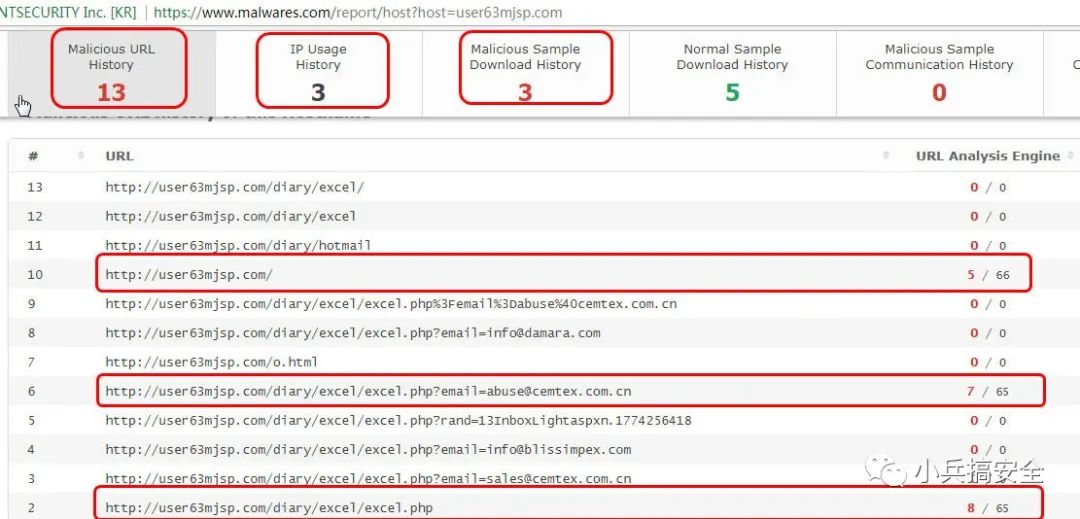 NTSECURITY Inc. [KR] | https://www.malwares.com/report/host?host=user63mjsp.com
Malicious URL History 13
IP Usage History 3
Malicious Sample Download History 3
Normal Sample Download History 5
Malicious Sample Communication History 0
C
# URL URL Analysis Engine
13 http://user63mjsp.com/diary/excel/ 0 / 0
12 http://user63mjsp.com/diary/excel 0 / 0
11 http://user63mjsp.com/diary/hotmail 0 / 0
10 http://user63mjsp.com/ 5 / 66
9 http://user63mjsp.com/diary/excel/excel.php%3Femail%3Dabuse%40cemtex.com.cn 0 / 0
8 http://user63mjsp.com/diary/excel/excel.php?email=info@damara.com 0 / 0
7 http://user63mjsp.com/o.html 0 / 0
6 http://user63mjsp.com/diary/excel/excel.php?email=abuse@cemtex.com.cn 7 / 65
5 http://user63mjsp.com/diary/excel/excel.php?rand=13InboxLightaspxn.1774256418 0 / 0
4 http://user63mjsp.com/diary/excel/excel.php?email=info@blissimpex.com 0 / 0
3 http://user63mjsp.com/diary/excel/excel.php?email=sales@cemtex.com.cn
小兵搞安全
2 http://user63mjsp.com/diary/excel/excel.php 8 / 65